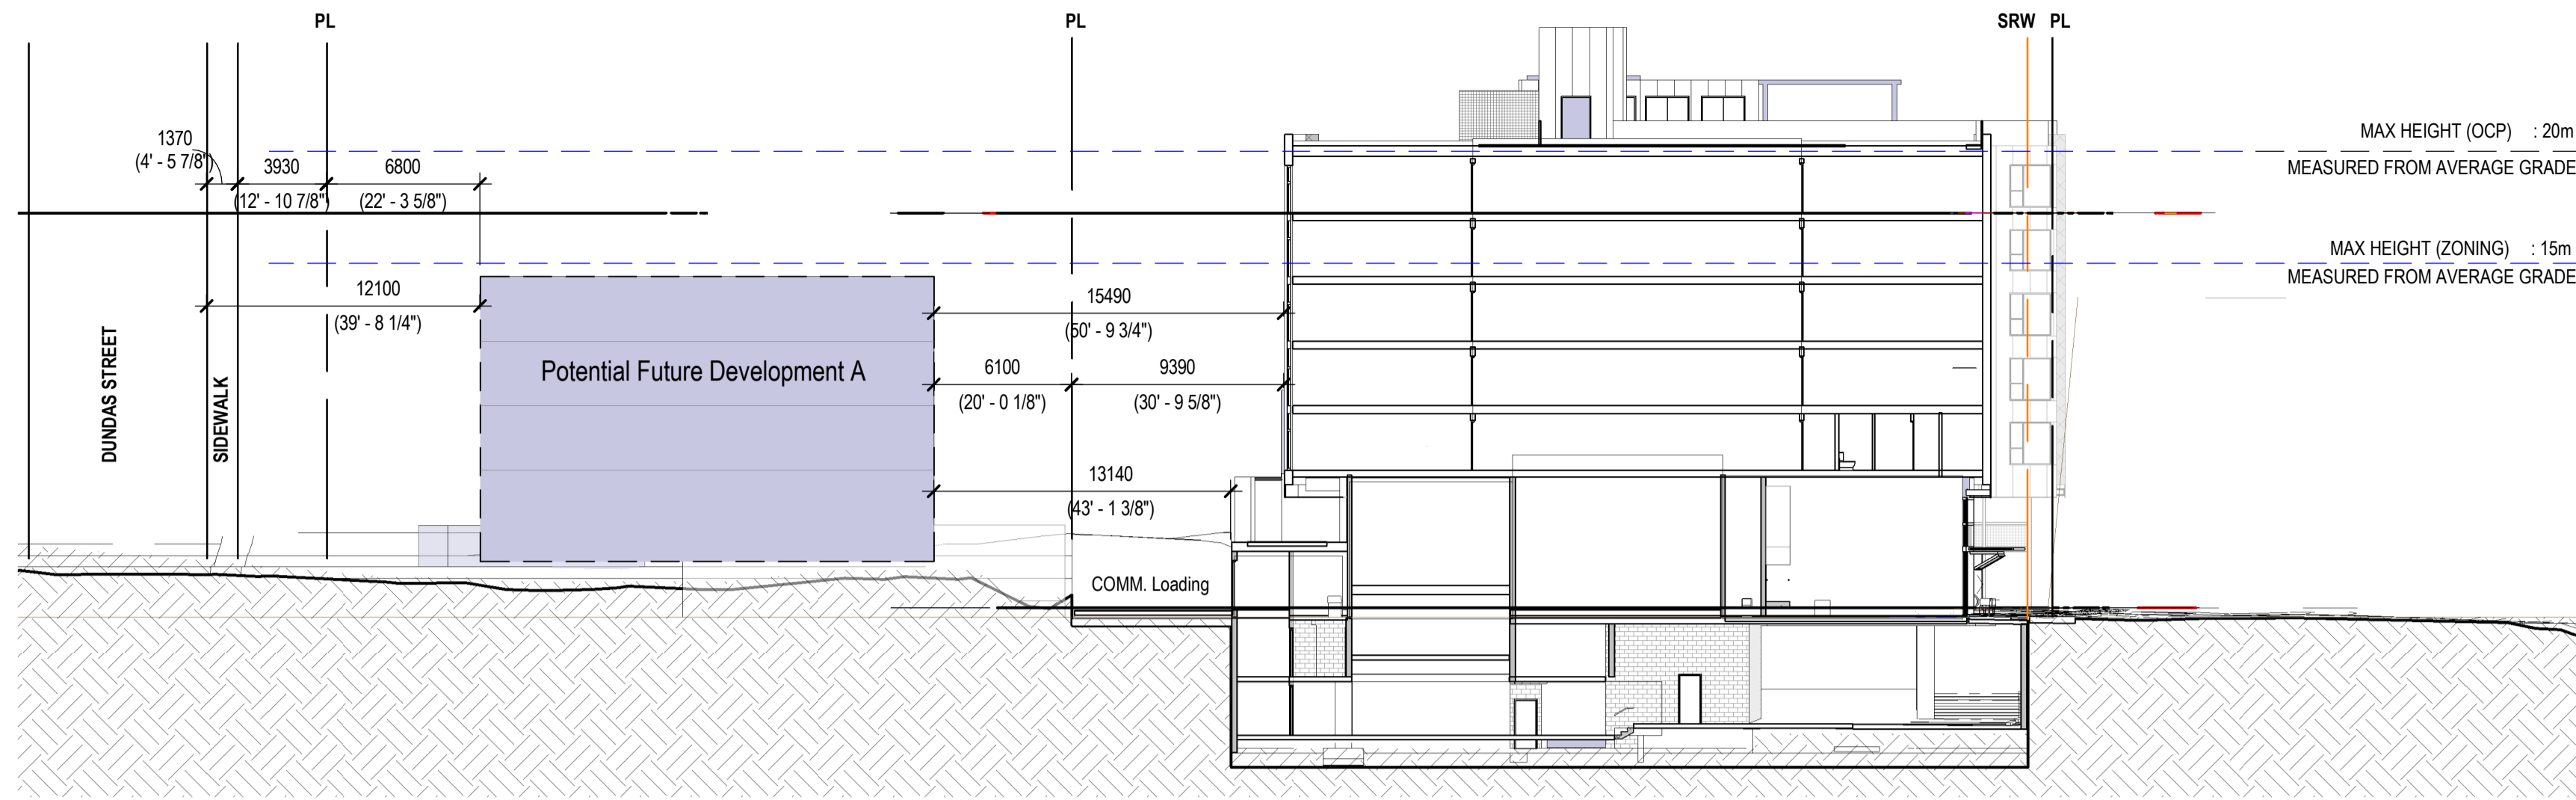 PL
PL
SRW PL
1370
(4' - 5 7/8")
3930
(12' - 10 7/8")
6800
(22' - 3 5/8")
MAX HEIGHT (OCP) : 20m
MEASURED FROM AVERAGE GRADE
MAX HEIGHT (ZONING) : 15m
MEASURED FROM AVERAGE GRADE
12100
(39' - 8 1/4")
15490
(50' - 9 3/4")
DUNDAS STREET
SIDEWALK
Potential Future Development A
6100
(20' - 0 1/8")
9390
(30' - 9 5/8")
13140
(43' - 1 3/8")
COMM. Loading